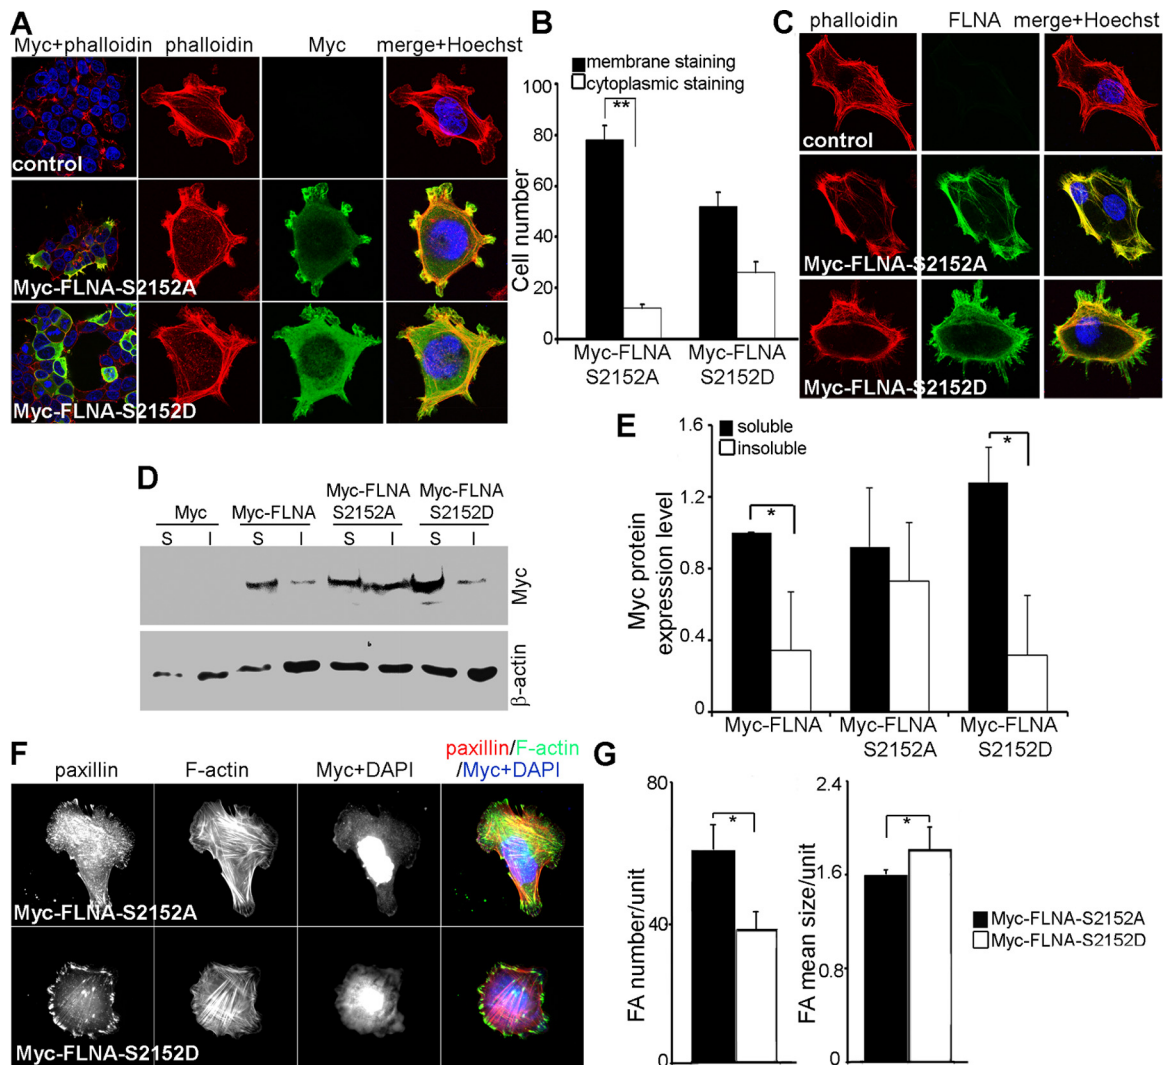 A
Myc+phalloidin phalloidin Myc merge+Hoechst
control
Myc-FLNA-S2152A
Myc-FLNA-S2152D
B
membrane staining
cytoplasmic staining
**
100
80
60
40
20
0
Cell number
Myc-FLNA
S2152A
Myc-FLNA
S2152D
C
phalloidin FLNA merge+Hoechst
control
Myc-FLNA-S2152A
Myc-FLNA-S2152D
D
Myc
Myc-FLNA
Myc-FLNA
S2152A
Myc-FLNA
S2152D
S I S I S I S I
Myc
β-actin
E
soluble
insoluble
*
*
1.6
1.2
0.8
0.4
0
Myc protein
expression level
Myc-FLNA
Myc-FLNA
S2152A
Myc-FLNA
S2152D
F
paxillin F-actin Myc+DAPI
paxillin/F-actin
/Myc+DAPI
Myc-FLNA-S2152A
Myc-FLNA-S2152D
G
80
40
0
FA number/unit
*
2.4
1.6
0.8
0
FA mean size/unit
*
Myc-FLNA-S2152A
Myc-FLNA-S2152D